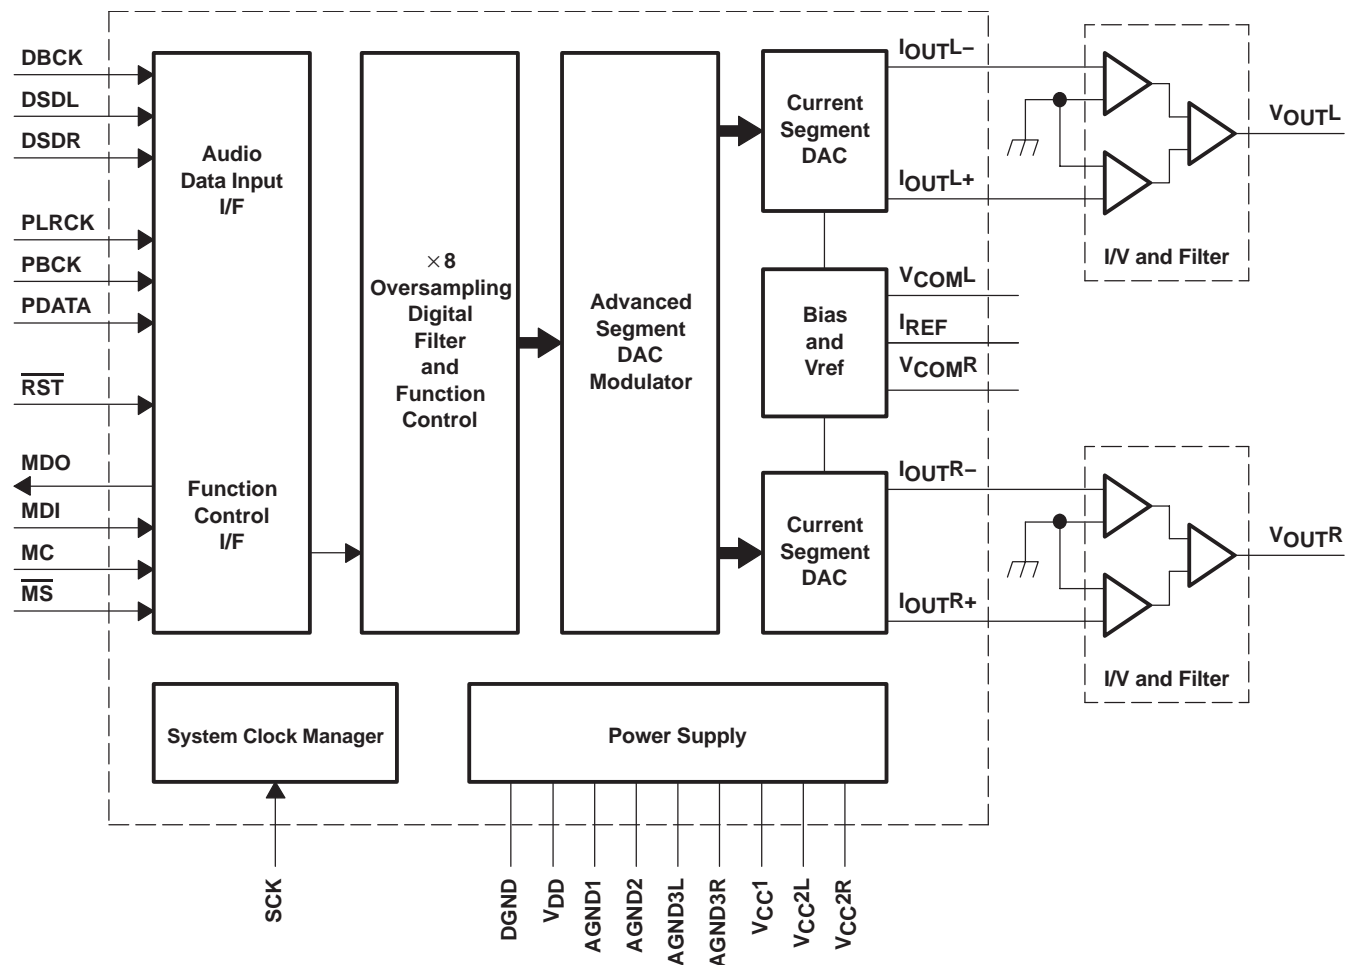 DBCK
DSDL
DSDR
PLRCK
PBCK
PDATA
RST
MDO
MDI
MC
MS
Audio
Data Input
I/F
Function
Control
I/F
×8
Oversampling
Digital
Filter
and
Function
Control
Advanced
Segment
DAC
Modulator
Current
Segment
DAC
Bias
and
Vref
Current
Segment
DAC
IOUTL–
IOUTL+
VCOML
IREF
VCOMR
IOUTR–
IOUTR+
VOUTL
I/V and Filter
VOUTR
I/V and Filter
System Clock Manager
Power Supply
SCK
DGND
VDD
AGND1
AGND2
AGND3L
AGND3R
VCC1
VCC2L
VCC2R